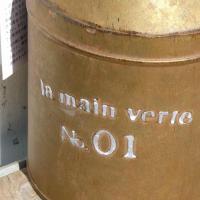 la main verte
No. 01